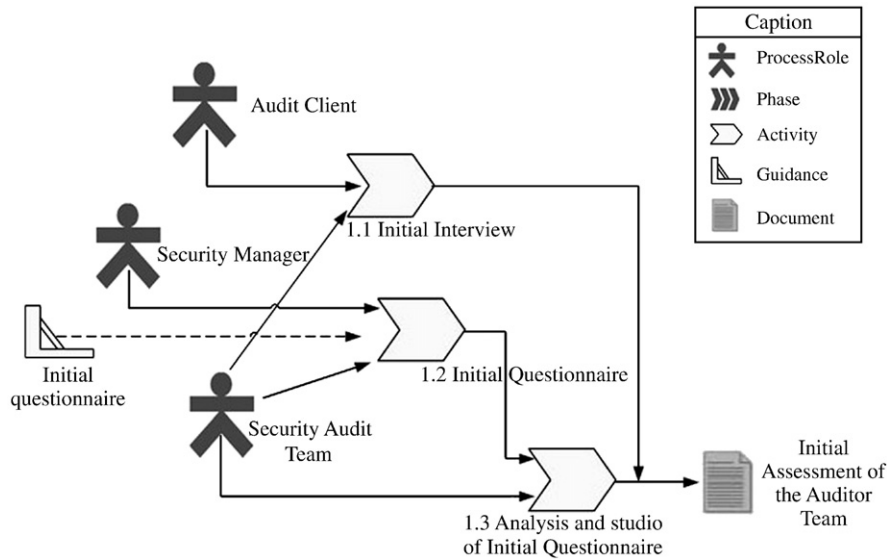 Caption
ProcessRole
Phase
Activity
Guidance
Document
Audit Client
1.1 Initial Interview
Security Manager
Initial
questionnaire
1.2 Initial Questionnaire
Security Audit
Team
1.3 Analysis and studio
of Initial Questionnaire
Initial
Assessment of
the Auditor
Team